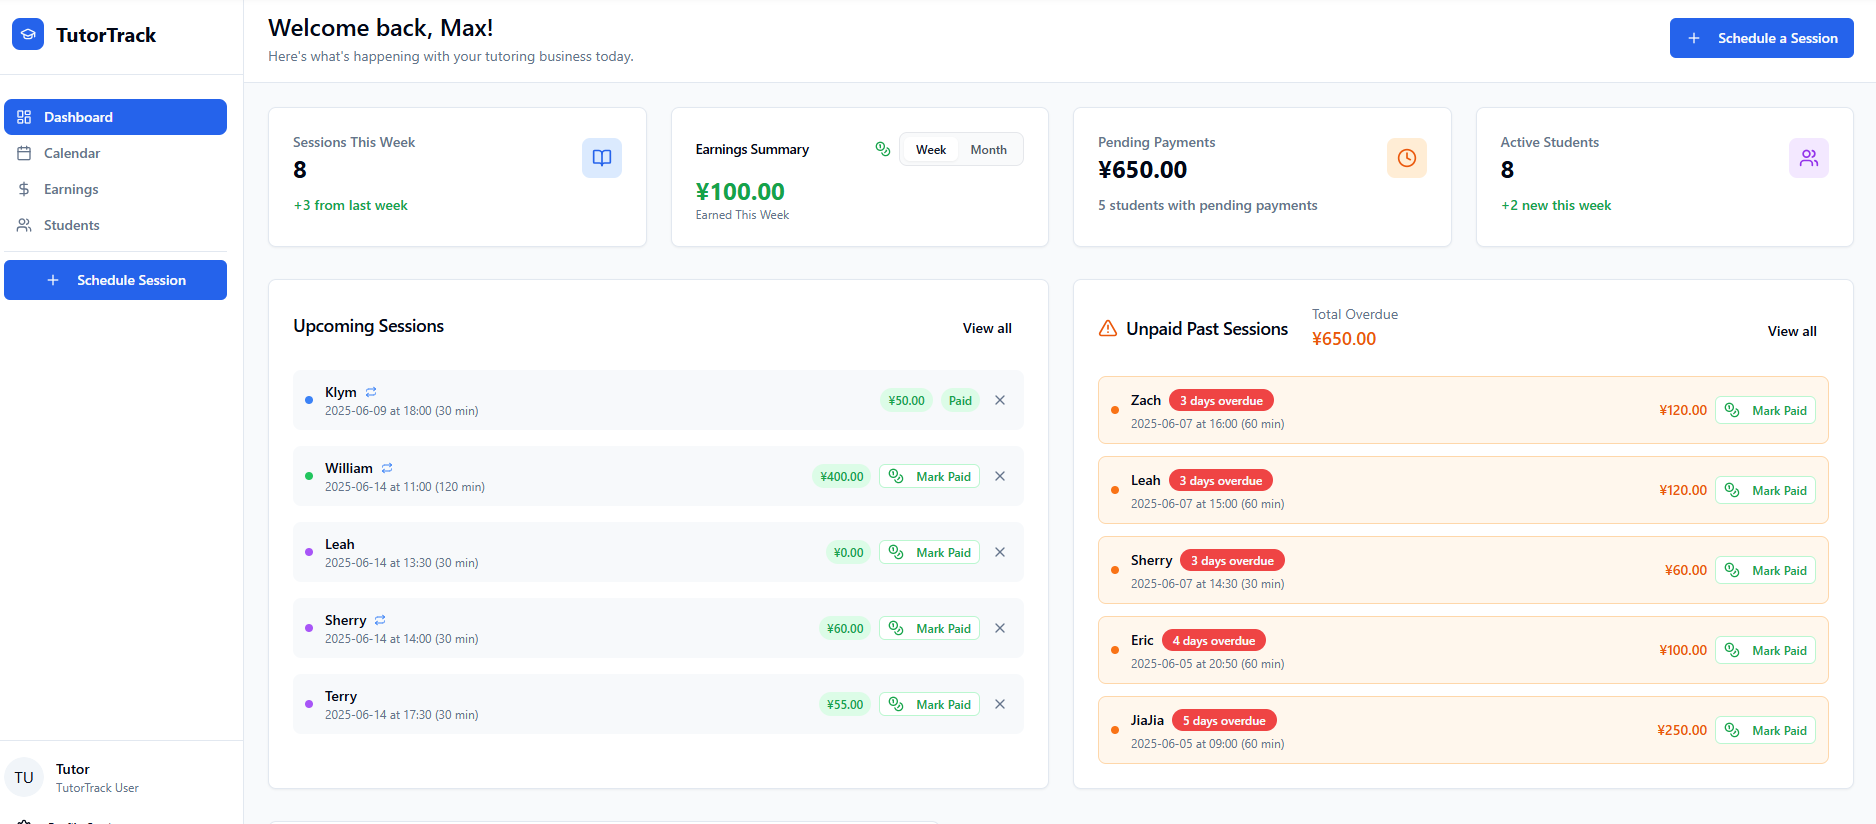 TutorTrack
Dashboard
Calendar
Earnings
Students
Schedule Session
TU
Tutor
TutorTrack User
Welcome back, Max!
Here's what's happening with your tutoring business today.
Schedule a Session
Sessions This Week
8
+3 from last week
Earnings Summary
Week Month
¥100.00
Earned This Week
Pending Payments
¥650.00
5 students with pending payments
Active Students
8
+2 new this week
Upcoming Sessions
View all
Klym
2025-06-09 at 18:00 (30 min)
¥50.00 Paid
William
2025-06-14 at 11:00 (120 min)
¥400.00 Mark Paid
Leah
2025-06-14 at 13:30 (30 min)
¥0.00 Mark Paid
Sherry
2025-06-14 at 14:00 (30 min)
¥60.00 Mark Paid
Terry
2025-06-14 at 17:30 (30 min)
¥55.00 Mark Paid
Unpaid Past Sessions
Total Overdue
¥650.00
View all
Zach 3 days overdue
2025-06-07 at 16:00 (60 min)
¥120.00 Mark Paid
Leah 3 days overdue
2025-06-07 at 15:00 (60 min)
¥120.00 Mark Paid
Sherry 3 days overdue
2025-06-07 at 14:30 (30 min)
¥60.00 Mark Paid
Eric 4 days overdue
2025-06-05 at 20:50 (60 min)
¥100.00 Mark Paid
JiaJia 5 days overdue
2025-06-05 at 09:00 (60 min)
¥250.00 Mark Paid